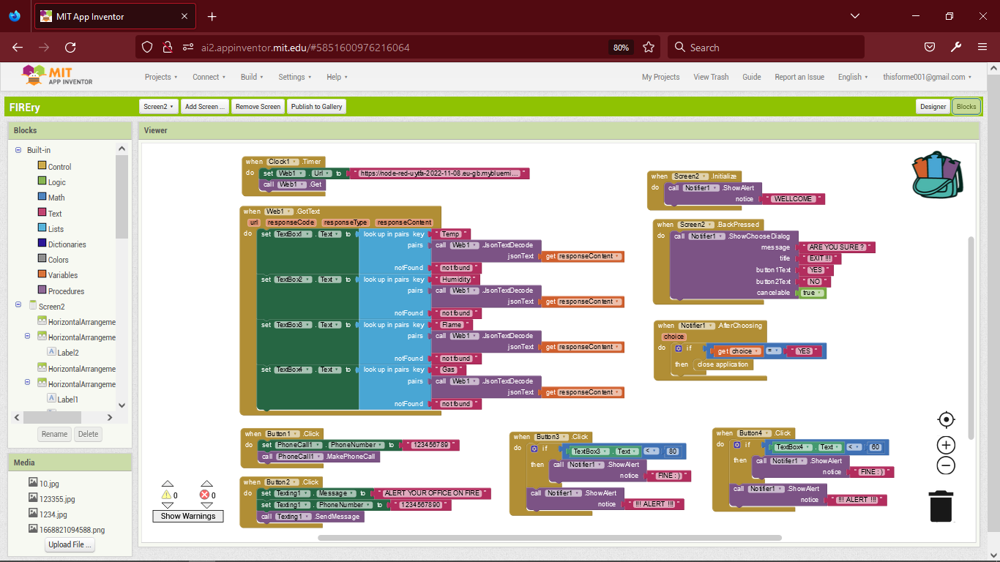 MIT App Inventor
ai2.appinventor.mit.edu/#5851600976216064
80%
Search
MIT
APP INVENTOR
Projects
Connect
Build
Settings
Help
My Projects
View Trash
Guide
Report an Issue
English
thisforme001@gmail.com
FIREry
Screen2
Add Screen ...
Remove Screen
Publish to Gallery
Designer
Blocks
Blocks
Built-in
Control
Logic
Math
Text
Lists
Dictionaries
Colors
Variables
Procedures
Screen2
HorizontalArrangeme
HorizontalArrangeme
Label2
HorizontalArrangeme
HorizontalArrangeme
Label1
Rename
Delete
Media
10.jpg
123355.jpg
1234.jpg
1668821094588.png
Upload File ...
Viewer
when Clock1 .Timer
do set Web1 . Url to " https://node-red-uytfa-2022-11-08.eu-gb.mybluemi... "
call Web1 .Get
when Web1 .GotText
url responseCode responseType responseContent
do set TextBox1 . Text to look up in pairs key " Temp "
pairs call Web1 .JsonTextDecode
jsonText get responseContent
notFound " not found "
set TextBox2 . Text to look up in pairs key " Humidity "
pairs call Web1 .JsonTextDecode
jsonText get responseContent
notFound " not found "
set TextBox3 . Text to look up in pairs key " Flame "
pairs call Web1 .JsonTextDecode
jsonText get responseContent
notFound " not found "
set TextBox4 . Text to look up in pairs key " Gas "
pairs call Web1 .JsonTextDecode
jsonText get responseContent
notFound " not found "
when Screen2 .Initialize
do call Notifier1 .ShowAlert
notice " WELLCOME "
when Screen2 .BackPressed
do call Notifier1 .ShowChooseDialog
message " ARE YOU SURE ? "
title " EXIT !!! "
button1Text " YES "
button2Text " NO "
cancelable true
when Notifier1 .AfterChoosing
choice
do if get choice = " YES "
then close application
when Button1 .Click
do set PhoneCall1 . PhoneNumber to " 123456789 "
call PhoneCall1 .MakePhoneCall
when Button2 .Click
do set Texting1 . Message to " ALERT YOUR OFFICE ON FIRE "
set Texting1 . PhoneNumber to " 1234567890 "
call Texting1 .SendMessage
when Button3 .Click
do if TextBox3 . Text < 80
then call Notifier1 .ShowAlert
notice " FINE : ) "
call Notifier1 .ShowAlert
notice " !!! ALERT !!! "
when Button4 .Click
do if TextBox4 . Text < 60
then call Notifier1 .ShowAlert
notice " FINE : ) "
call Notifier1 .ShowAlert
notice " !!! ALERT !!! "
0
0
Show Warnings